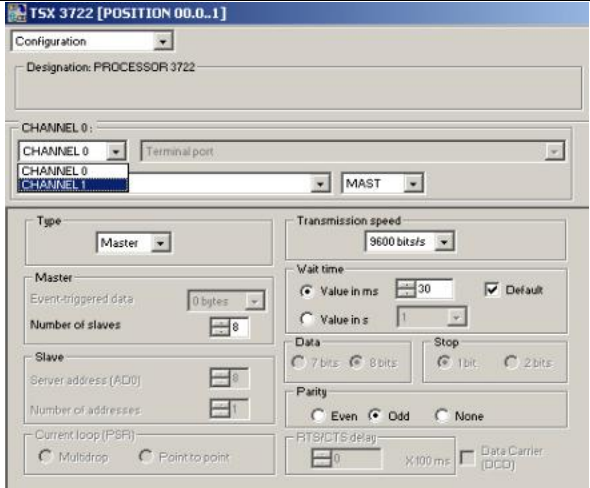 TSX 3722 [POSITION 00.0..1]
Configuration
Designation: PROCESSOR 3722
CHANNEL 0 :
CHANNEL 0 Terminal port
CHANNEL 0
CHANNEL 1 MAST
Type
Master
Transmission speed
9600 bits/s
Master
Event-triggered data 0 bytes
Number of slaves 8
Wait time
Value in ms 30 Default
Value in s 1
Slave
Server address (AD0) 8
Number of addresses 1
Data
7 bits 8 bits
Stop
1 bit. 2 bits
Parity
Even Odd None
Current loop (PSR)
Multidrop Point to point
RTS/CTS delay
0 X 100 ms Data Carrier
(DCD)